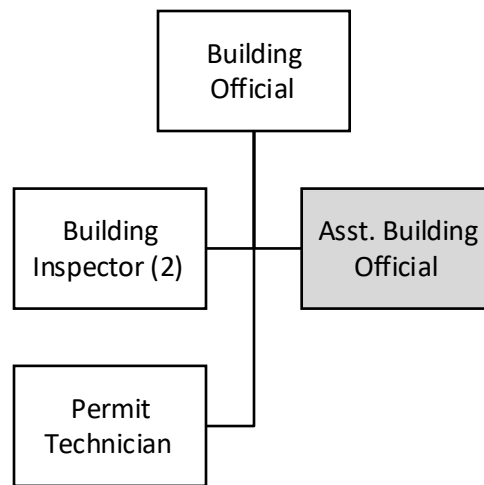 Building
Official
Building
Inspector (2)
Asst. Building
Official
Permit
Technician